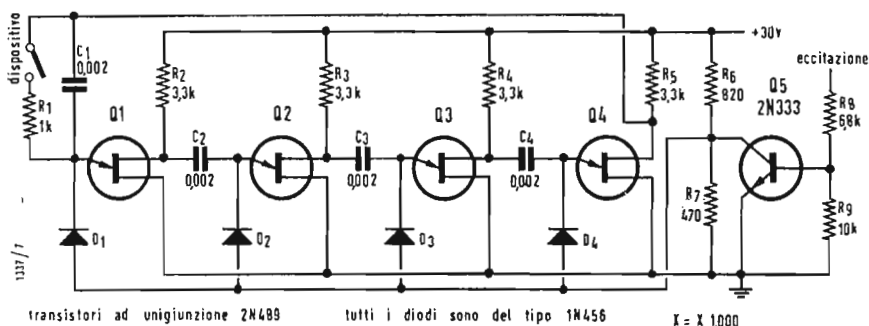 dispositivo
C1
0,002
R1
1k
Q1
R2
3,3k
C2
0,002
Q2
R3
3,3k
C3
0,002
Q3
R4
3,3k
C4
0,002
Q4
R5
3,3k
+30v
R6
820
R7
470
Q5
2N333
eccitazione
R8
6,8k
R9
10k
D1
D2
D3
D4
1337/7
transistori ad unigiunzione 2N489
tutti i diodi sono del tipo 1N456
K = X 1.000